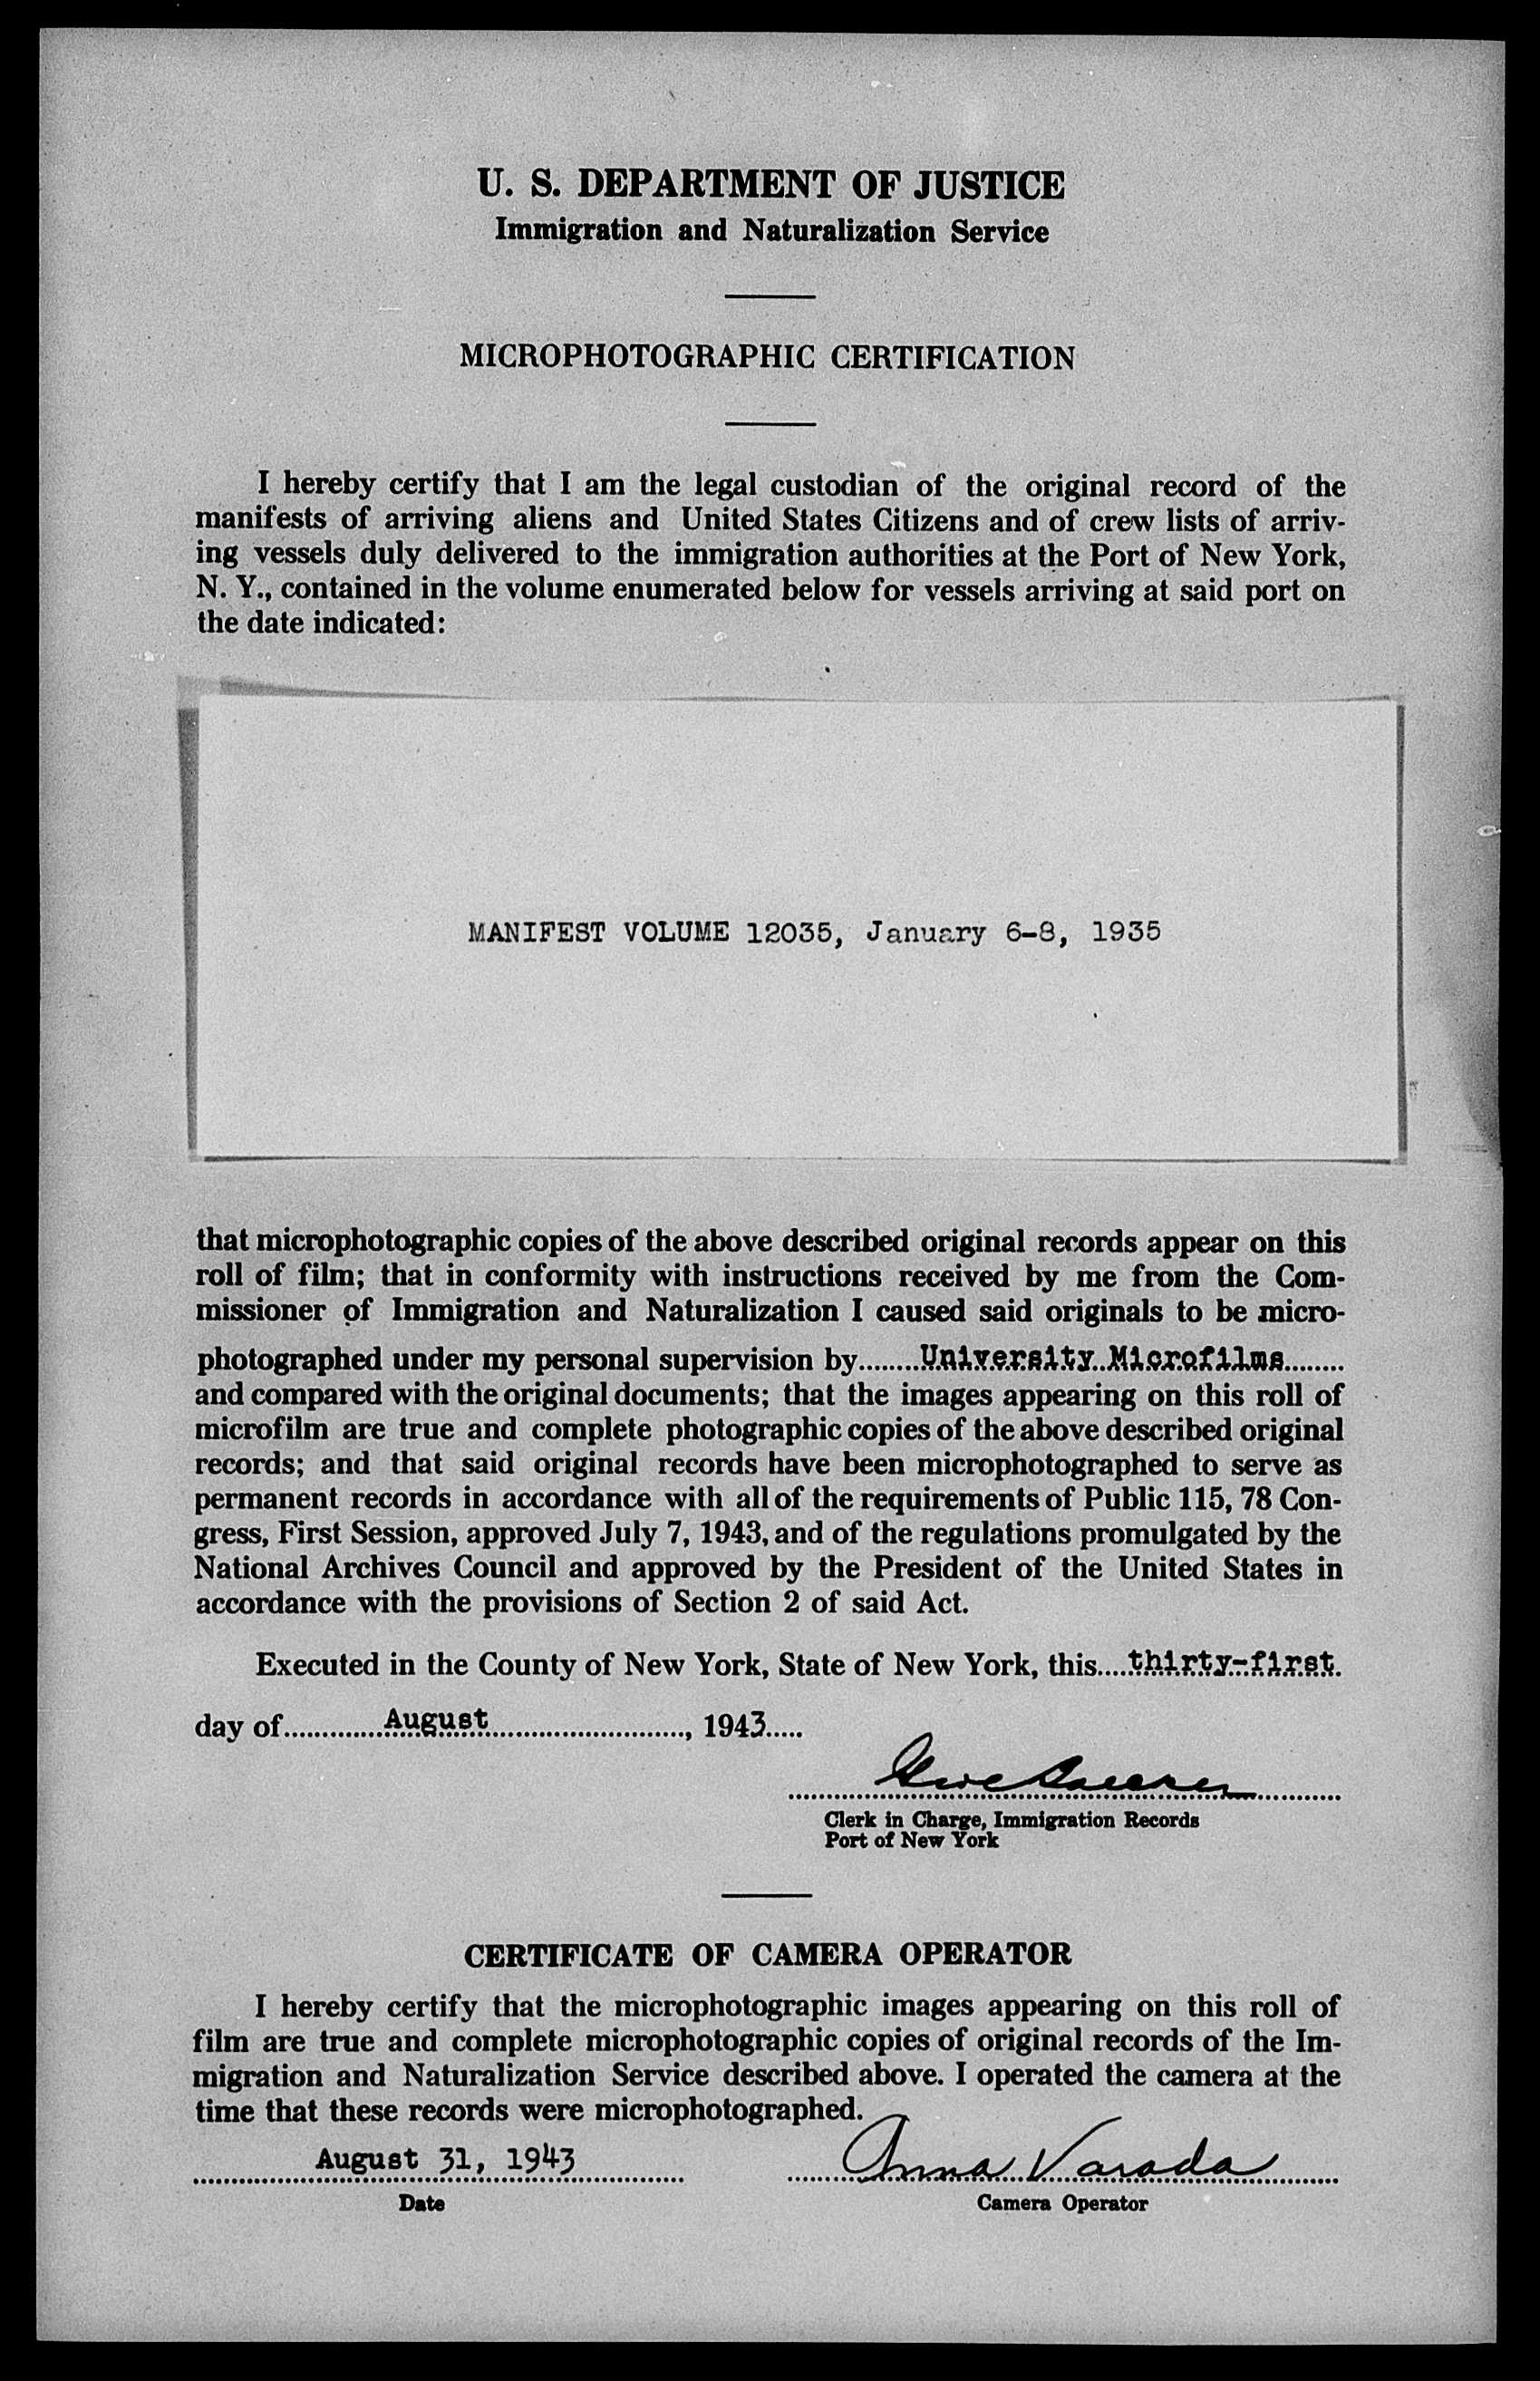 U. S. DEPARTMENT OF JUSTICE
Immigration and Naturalization Service
MICROPHOTOGRAPHIC CERTIFICATION
I hereby certify that I am the legal custodian of the original record of the
manifests of arriving aliens and United States Citizens and of crew lists of arriv-
ing vessels duly delivered to the immigration authorities at the Port of New York,
N. Y., contained in the volume enumerated below for vessels arriving at said port on
the date indicated:
MANIFEST VOLUME 12035, January 6-8, 1935
that microphotographic copies of the above described original records appear on this
roll of film; that in conformity with instructions received by me from the Com-
missioner of Immigration and Naturalization I caused said originals to be micro-
photographed under my personal supervision by........University Microfilms........
and compared with the original documents; that the images appearing on this roll of
microfilm are true and complete photographic copies of the above described original
records; and that said original records have been microphotographed to serve as
permanent records in accordance with all of the requirements of Public 115, 78 Con-
gress, First Session, approved July 7, 1943, and of the regulations promulgated by the
National Archives Council and approved by the President of the United States in
accordance with the provisions of Section 2 of said Act.
Executed in the County of New York, State of New York, this.....thirty-first.
day of.............August........................., 1943.....
Clerk in Charge, Immigration Records
Port of New York
CERTIFICATE OF CAMERA OPERATOR
I hereby certify that the microphotographic images appearing on this roll of
film are true and complete microphotographic copies of original records of the Im-
migration and Naturalization Service described above. I operated the camera at the
time that these records were microphotographed.
August 31, 1943 Anna Varada
Date Camera Operator